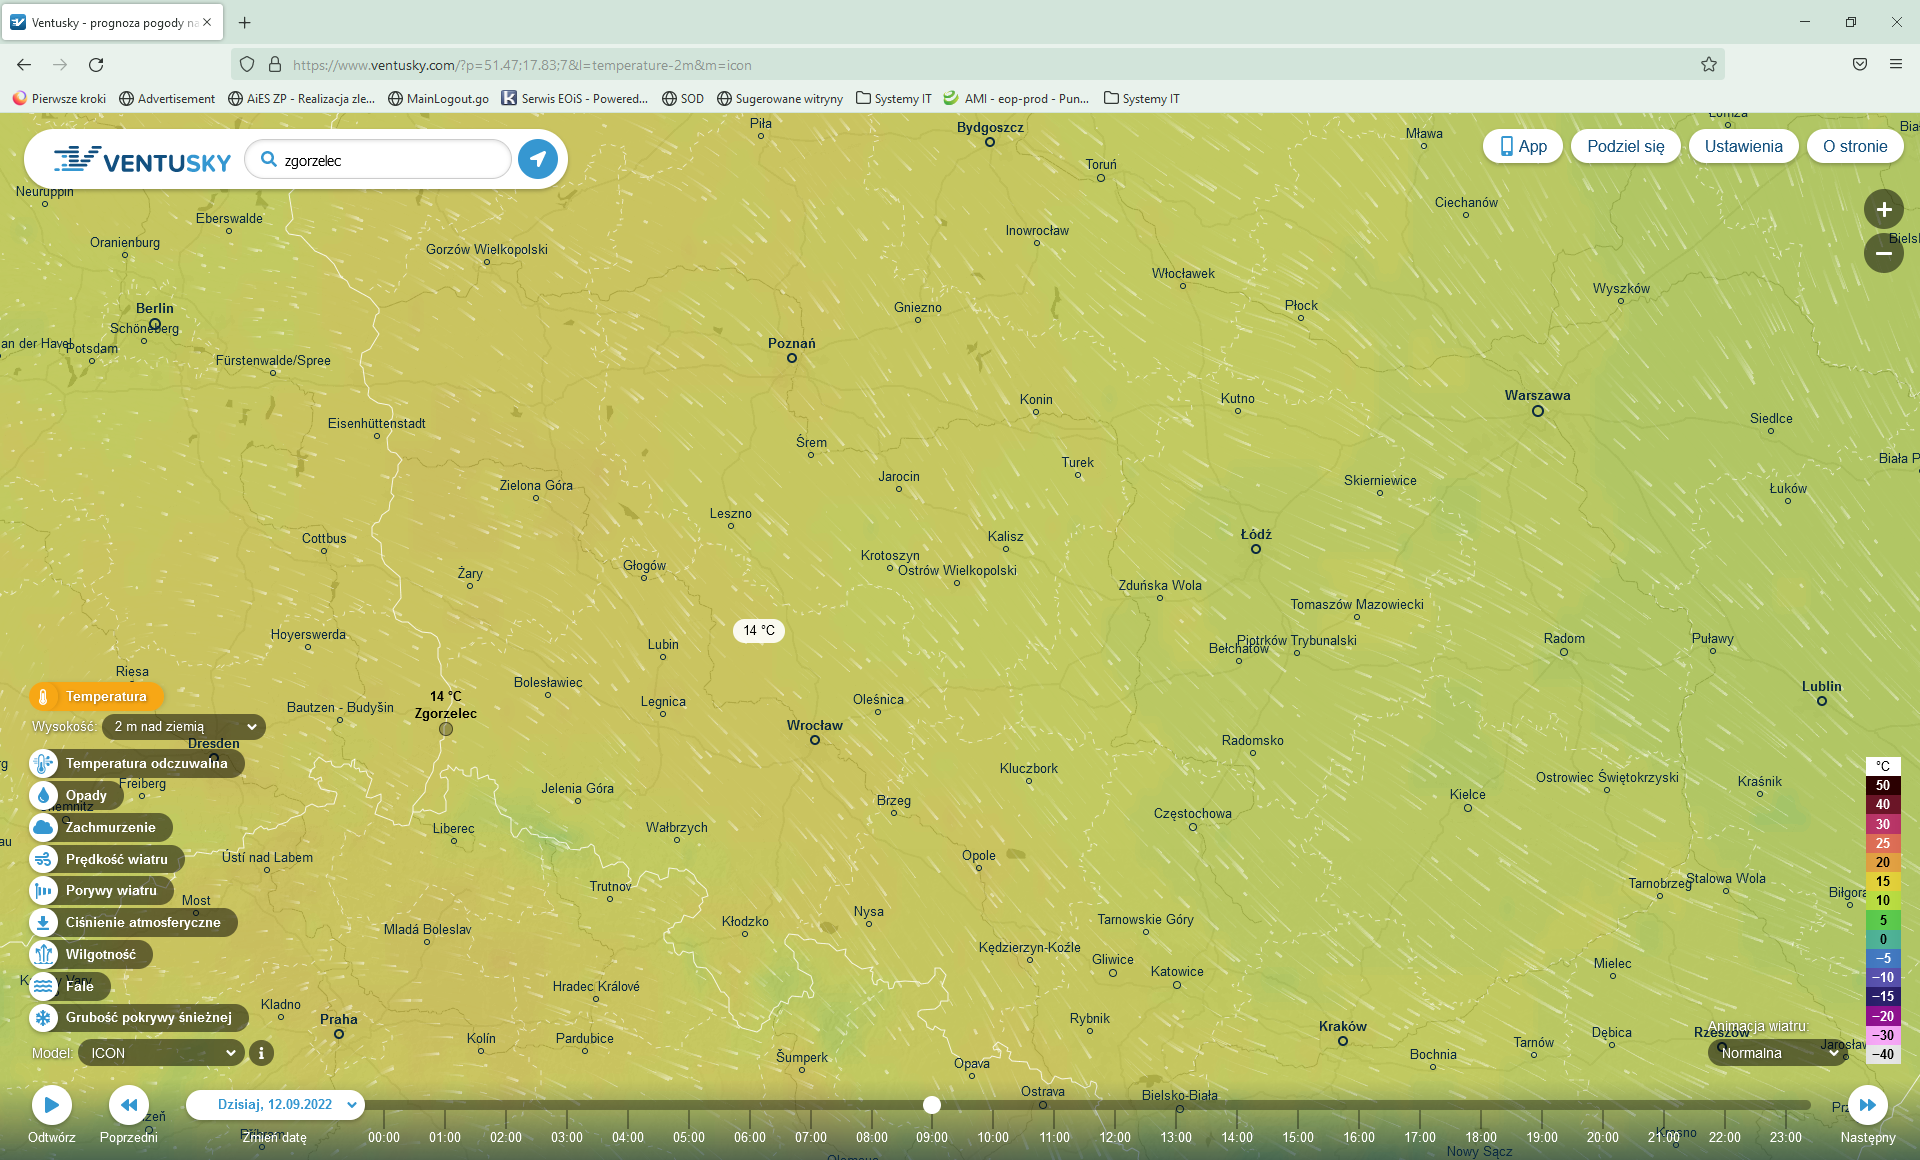 Ventusky - prognoza pogody na
https://www.ventusky.com/?p=51.47;17.83;7&l=temperature-2m&m=icon
Pierwsze kroki
Advertisement
AiES ZP - Realizacja zle...
MainLogout.go
Serwis EOiS - Powered...
SOD
Sugerowane witryny
Systemy IT
AMI - eop-prod - Pun...
Systemy IT
VENTUSKY
zgorzelec
App
Podziel się
Ustawienia
O stronie
Piła
Bydgoszcz
Mława
Łomża
Toruń
Neuruppin
Eberswalde
Ciechanów
Oranienburg
Gorzów Wielkopolski
Inowrocław
Włocławek
Wyszków
Berlin
Schöneberg
Gniezno
Płock
an der Havel
Potsdam
Poznań
Fürstenwalde/Spree
Konin
Kutno
Warszawa
Siedlce
Eisenhüttenstadt
Śrem
Turek
Biała P
Jarocin
Skierniewice
Łuków
Zielona Góra
Leszno
Cottbus
Kalisz
Łódź
Krotoszyn
Ostrów Wielkopolski
Żary
Głogów
Zduńska Wola
Tomaszów Mazowiecki
14 °C
Hoyerswerda
Lubin
Piotrków Trybunalski
Bełchatów
Radom
Puławy
Riesa
Bolesławiec
Lublin
14 °C
Zgorzelec
Bautzen - Budyšin
Legnica
Oleśnica
Wrocław
Dresden
Radomsko
Kluczbork
Ostrowiec Świętokrzyski
Kraśnik
Freiberg
Jelenia Góra
Brzeg
Częstochowa
Kielce
Liberec
Wałbrzych
Ústí nad Labem
Opole
Tarnobrzeg
Stalowa Wola
Trutnov
Most
Nysa
Kłodzko
Tarnowskie Góry
Mladá Boleslav
Kędzierzyn-Koźle
Gliwice
Katowice
Mielec
Hradec Králové
Kladno
Praha
Rybnik
Kraków
Rzeszów
Dębica
Kolín
Pardubice
Tarnów
Bochnia
Šumperk
Opava
Ostrava
Bielsko-Biała
Krosno
Nowy Sącz
Olomouc
Temperatura
Wysokość:
2 m nad ziemią
Temperatura odczuwalna
Opady
Zachmurzenie
Prędkość wiatru
Porywy wiatru
Ciśnienie atmosferyczne
Wilgotność
Fale
Grubość pokrywy śnieżnej
Model:
ICON
°C
50
40
30
25
20
15
10
5
0
−5
−10
−15
−20
−30
−40
Animacja wiatru:
Normalna
Odtwórz
Poprzedni
Dzisiaj, 12.09.2022
Zmień datę
00:00
01:00
02:00
03:00
04:00
05:00
06:00
07:00
08:00
09:00
10:00
11:00
12:00
13:00
14:00
15:00
16:00
17:00
18:00
19:00
20:00
21:00
22:00
23:00
Następny